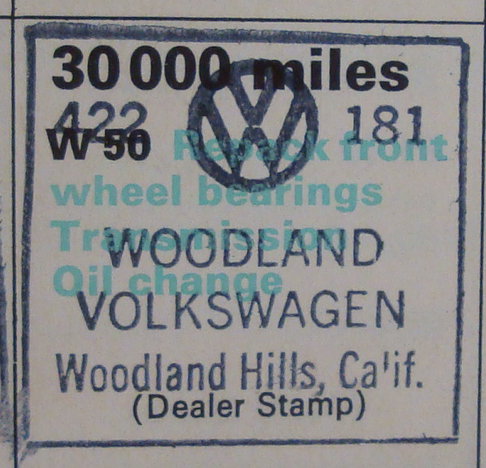 30 000 miles
422 181
W 50 Repack front
wheel bearings
Transmission
Oil change
WOODLAND
VOLKSWAGEN
Woodland Hills, Calif.
(Dealer Stamp)